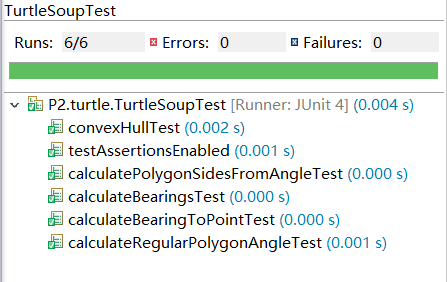 TurtleSoupTest
Runs: 6/6 Errors: 0 Failures: 0
P2.turtle.TurtleSoupTest [Runner: JUnit 4] (0.004 s)
convexHullTest (0.002 s)
testAssertionsEnabled (0.001 s)
calculatePolygonSidesFromAngleTest (0.000 s)
calculateBearingsTest (0.000 s)
calculateBearingToPointTest (0.000 s)
calculateRegularPolygonAngleTest (0.001 s)